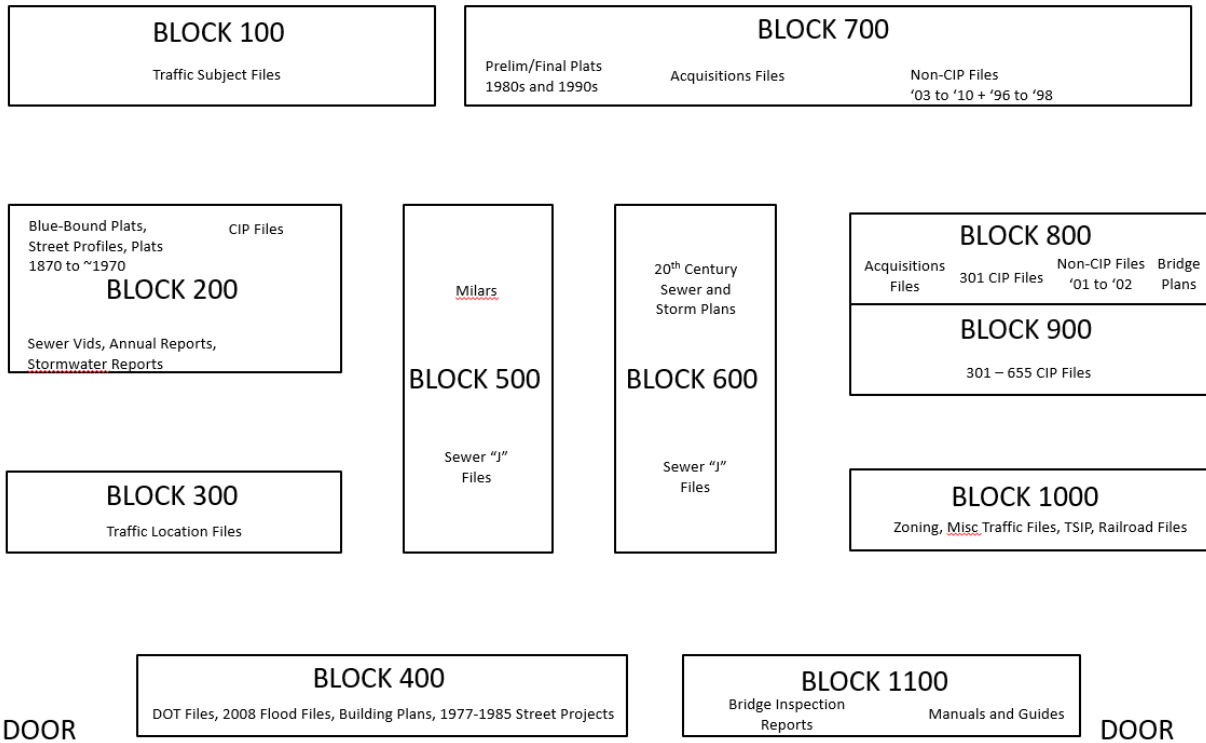 BLOCK 100
Traffic Subject Files
BLOCK 700
Prelim/Final Plats
1980s and 1990s
Acquisitions Files
Non-CIP Files
‘03 to ‘10 + ‘96 to ‘98
Blue-Bound Plats,
Street Profiles, Plats
1870 to ~1970
CIP Files
BLOCK 200
Sewer Vids, Annual Reports,
Stormwater Reports
Milars
BLOCK 500
Sewer “J”
Files
20th Century
Sewer and
Storm Plans
BLOCK 600
Sewer “J”
Files
BLOCK 800
Acquisitions
Files
301 CIP Files
Non-CIP Files
‘01 to ‘02
Bridge
Plans
BLOCK 900
301 – 655 CIP Files
BLOCK 300
Traffic Location Files
BLOCK 1000
Zoning, Misc Traffic Files, TSIP, Railroad Files
DOOR
BLOCK 400
DOT Files, 2008 Flood Files, Building Plans, 1977-1985 Street Projects
BLOCK 1100
Bridge Inspection
Reports
Manuals and Guides
DOOR